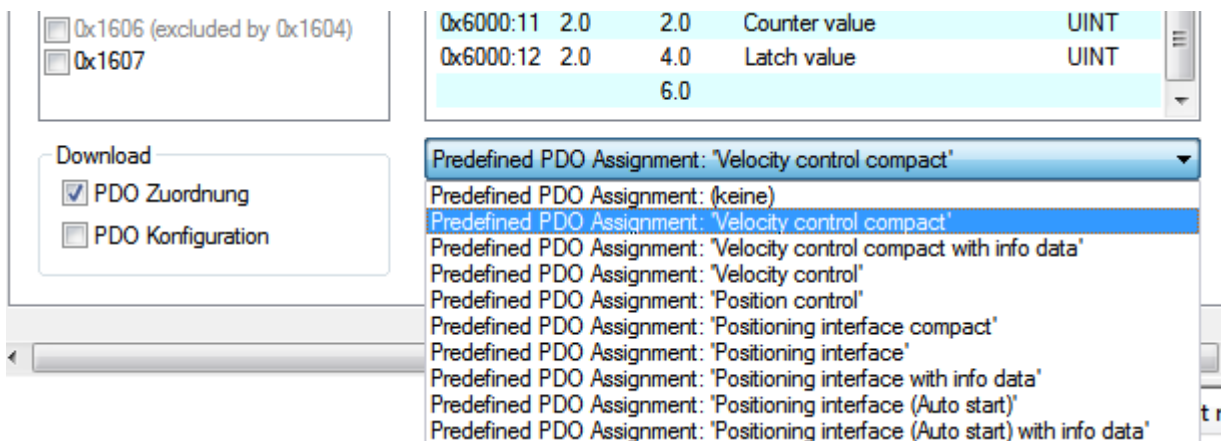 0x1606 (excluded by 0x1604)
0x1607
0x6000:11 2.0 2.0 Counter value UINT
0x6000:12 2.0 4.0 Latch value UINT
6.0
Download
PDO Zuordnung
PDO Konfiguration
Predefined PDO Assignment: 'Velocity control compact'
Predefined PDO Assignment: (keine)
Predefined PDO Assignment: 'Velocity control compact'
Predefined PDO Assignment: 'Velocity control compact with info data'
Predefined PDO Assignment: 'Velocity control'
Predefined PDO Assignment: 'Position control'
Predefined PDO Assignment: 'Positioning interface compact'
Predefined PDO Assignment: 'Positioning interface'
Predefined PDO Assignment: 'Positioning interface with info data'
Predefined PDO Assignment: 'Positioning interface (Auto start)'
Predefined PDO Assignment: 'Positioning interface (Auto start) with info data'